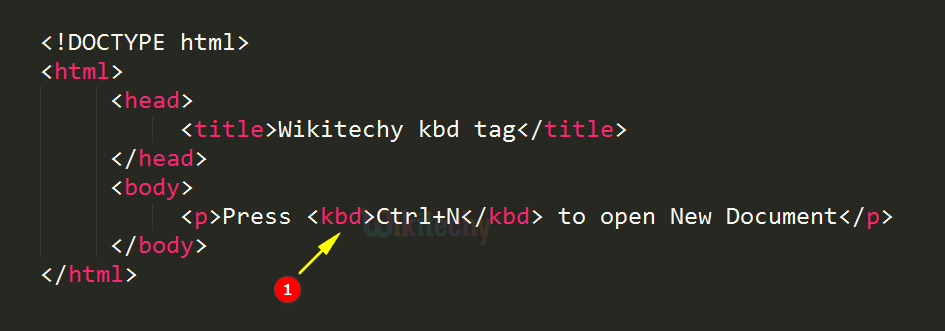 <!DOCTYPE html>
<html>
<head>
<title>Wikitechy kbd tag</title>
</head>
<body>
<p>Press <kbd>Ctrl+N</kbd> to open New Document</p>
Wikitechy
</body>
</html>
1